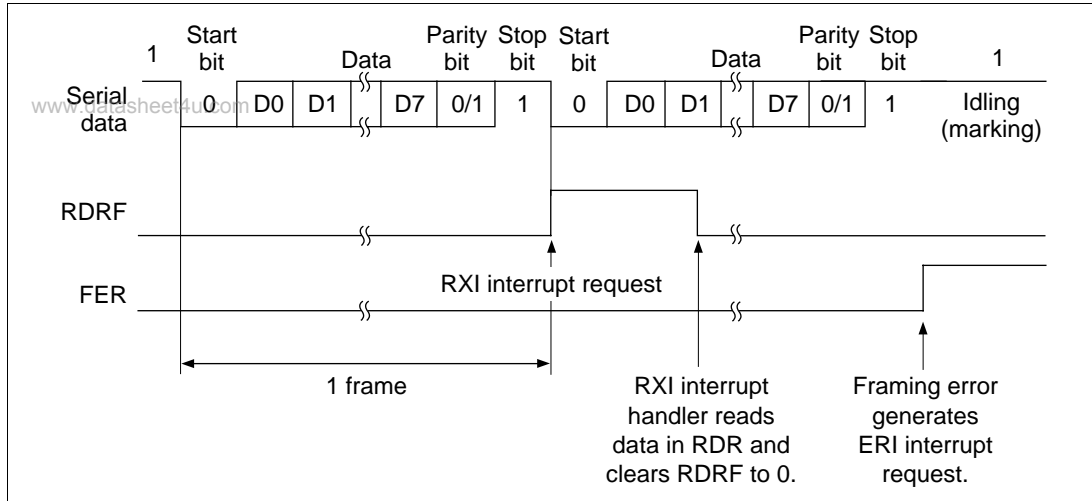 1 Start bit Data Parity bit Stop bit Start bit Data Parity bit Stop bit 1
www.datasheet4u.com
Serial data 0 D0 D1 D7 0/1 1 0 D0 D1 D7 0/1 1 Idling (marking)
RDRF
RXI interrupt request
FER
1 frame
RXI interrupt
handler reads
data in RDR and
clears RDRF to 0.
Framing error
generates
ERI interrupt
request.